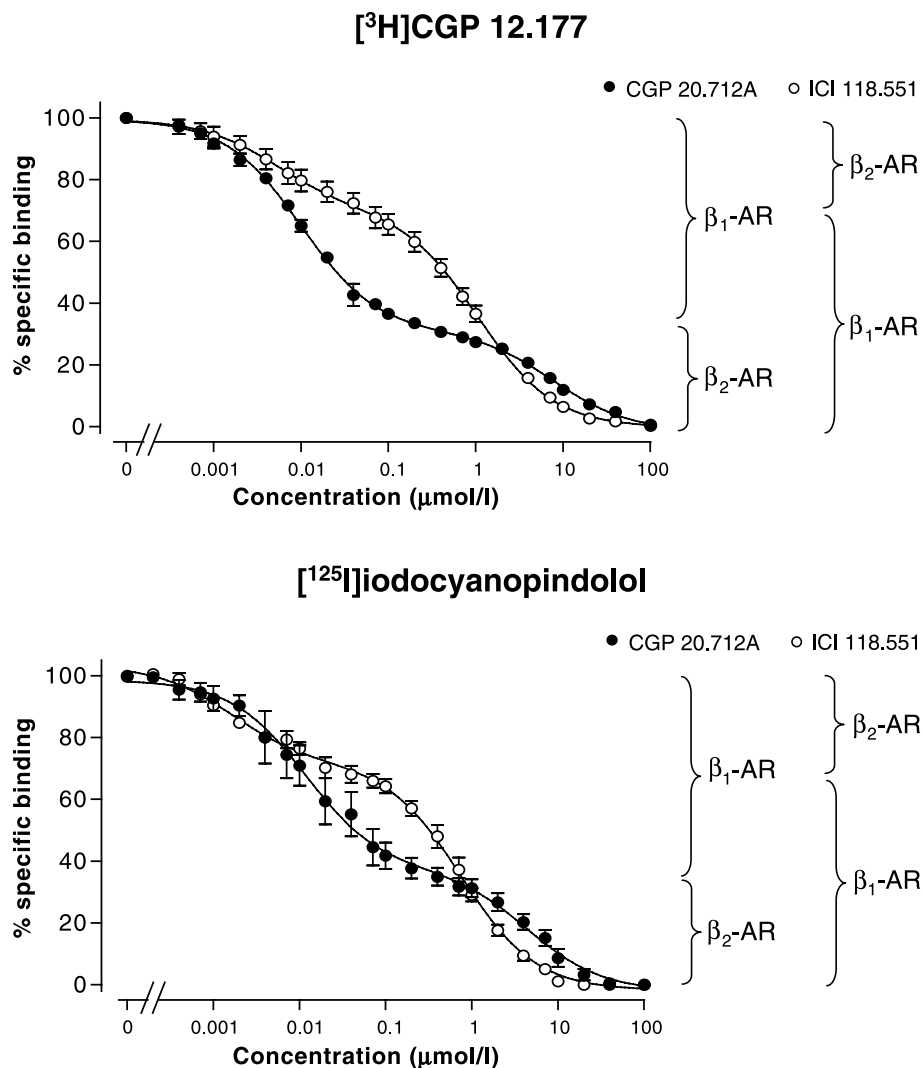 [³H]CGP 12.177
● CGP 20.712A ○ ICI 118.551
% specific binding
100
80
60
40
20
0
β₁-AR
β₂-AR
β₂-AR
β₁-AR
0 0.001 0.01 0.1 1 10 100
Concentration (μmol/l)
[¹²⁵I]iodocyanopindolol
● CGP 20.712A ○ ICI 118.551
% specific binding
100
80
60
40
20
0
β₁-AR
β₂-AR
β₂-AR
β₁-AR
0 0.001 0.01 0.1 1 10 100
Concentration (μmol/l)